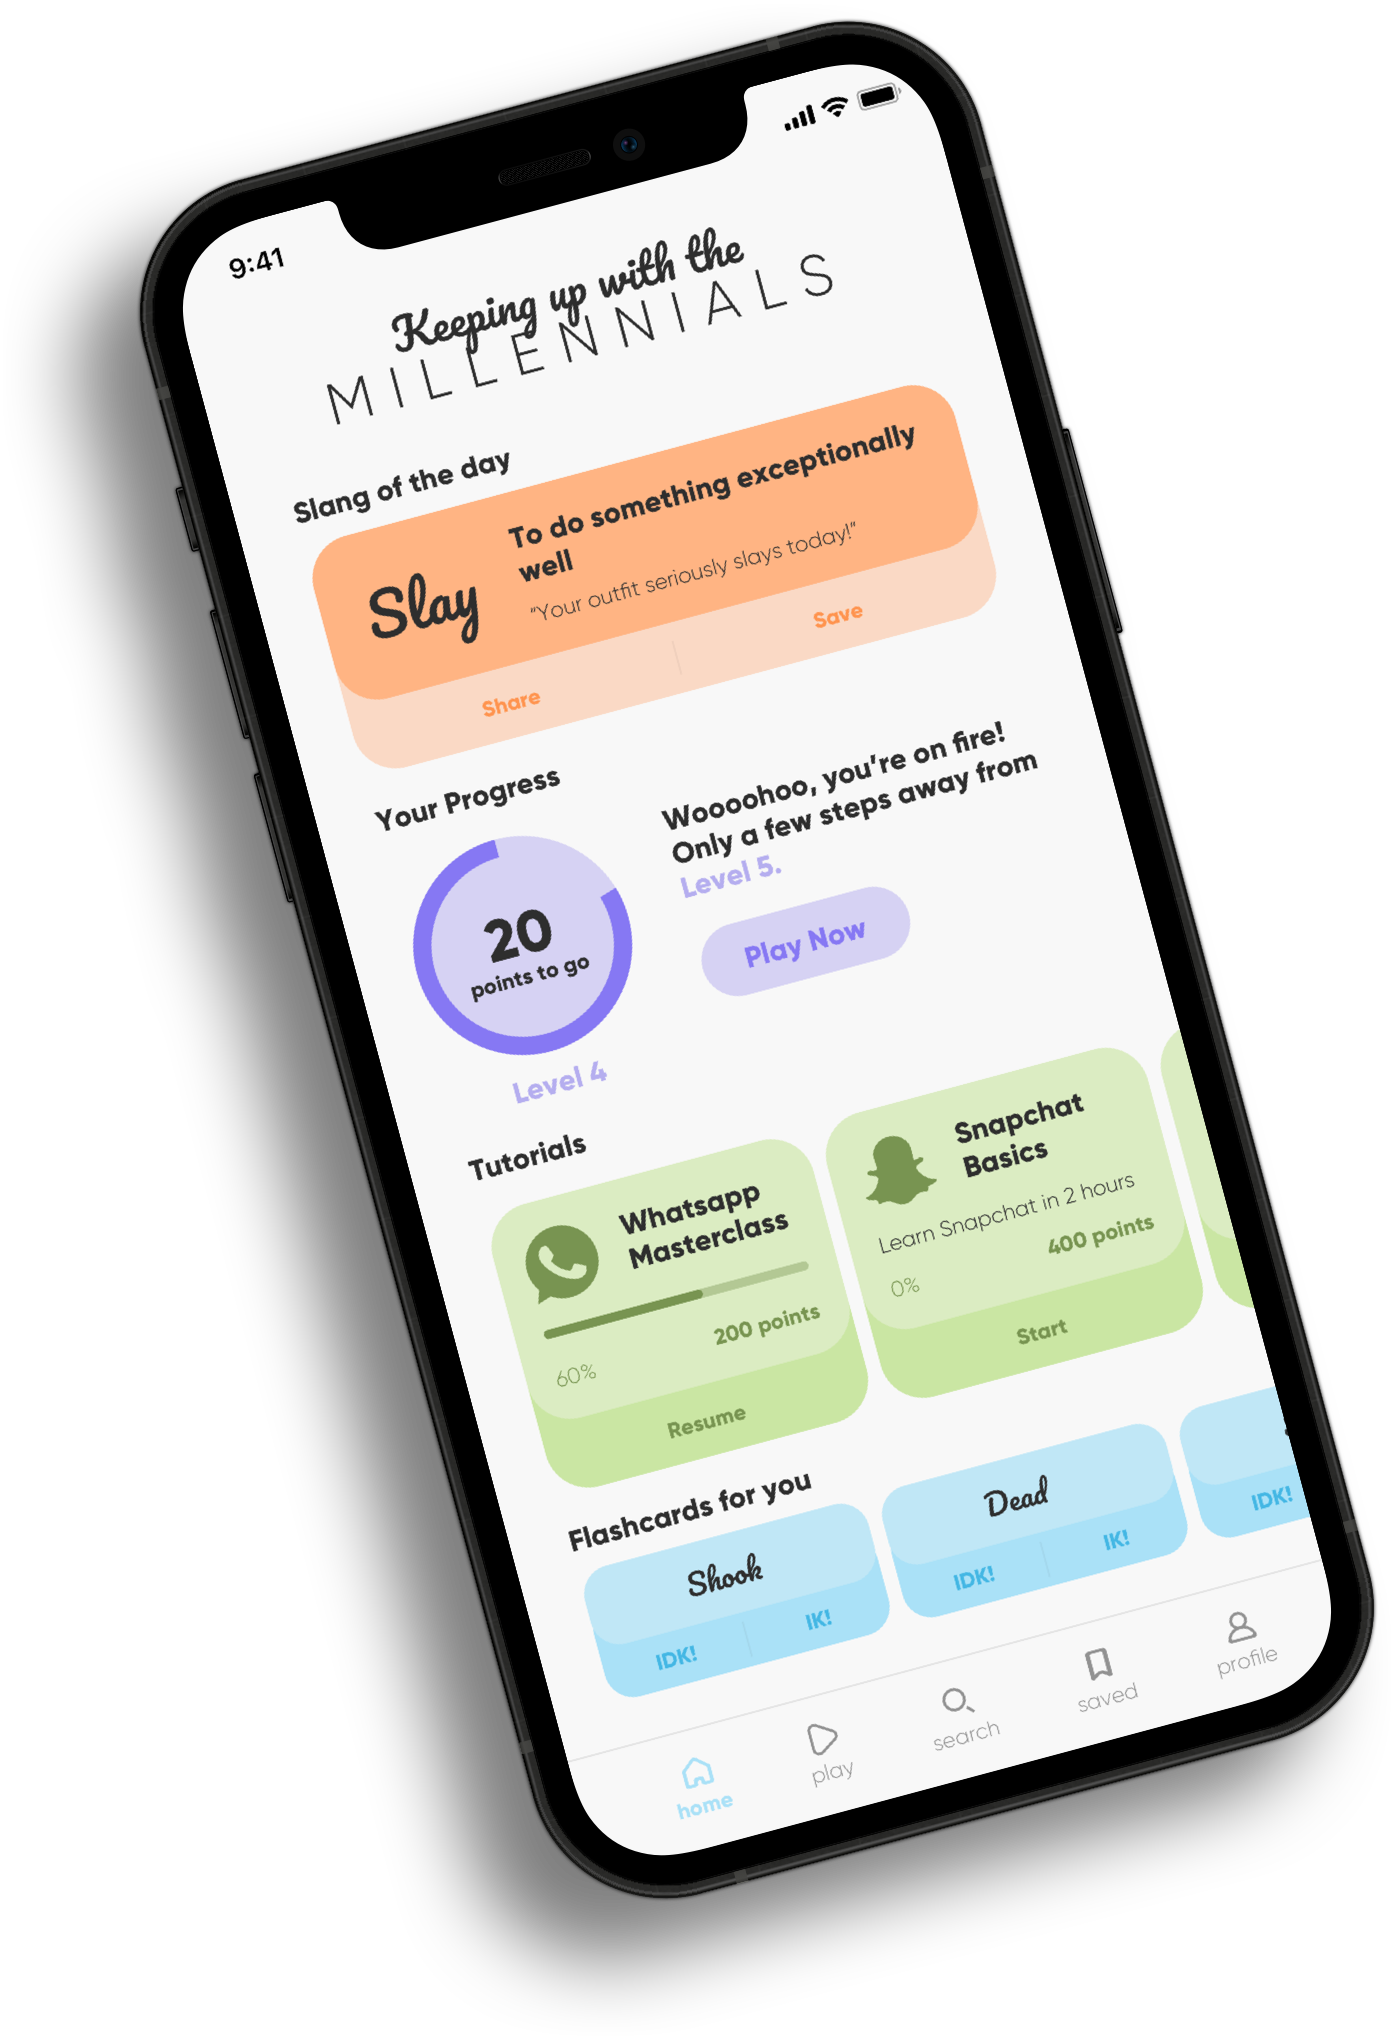 9:41
Keeping up with the
MILLENNIALS
Slang of the day
Slay
To do something exceptionally
well
“Your outfit seriously slays today!”
Share
Save
Your Progress
20
points to go
Level 4
Woooohoo, you’re on fire!
Only a few steps away from
Level 5.
Play Now
Tutorials
Whatsapp
Masterclass
60%
200 points
Resume
Snapchat
Basics
Learn Snapchat in 2 hours
0%
400 points
Start
Flashcards for you
Shook
IDK!
IK!
Dead
IDK!
IK!
IDK!
home
play
search
saved
profile